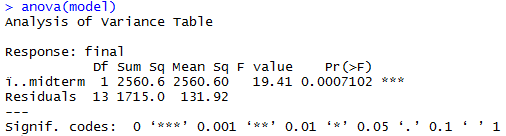 > anova(model)
Analysis of Variance Table
Response: final
Df Sum Sq Mean Sq F value Pr(>F)
ï..midterm 1 2560.6 2560.60 19.41 0.0007102 ***
Residuals 13 1715.0 131.92
---
Signif. codes: 0 ‘***’ 0.001 ‘**’ 0.01 ‘*’ 0.05 ‘.’ 0.1 ‘ ’ 1